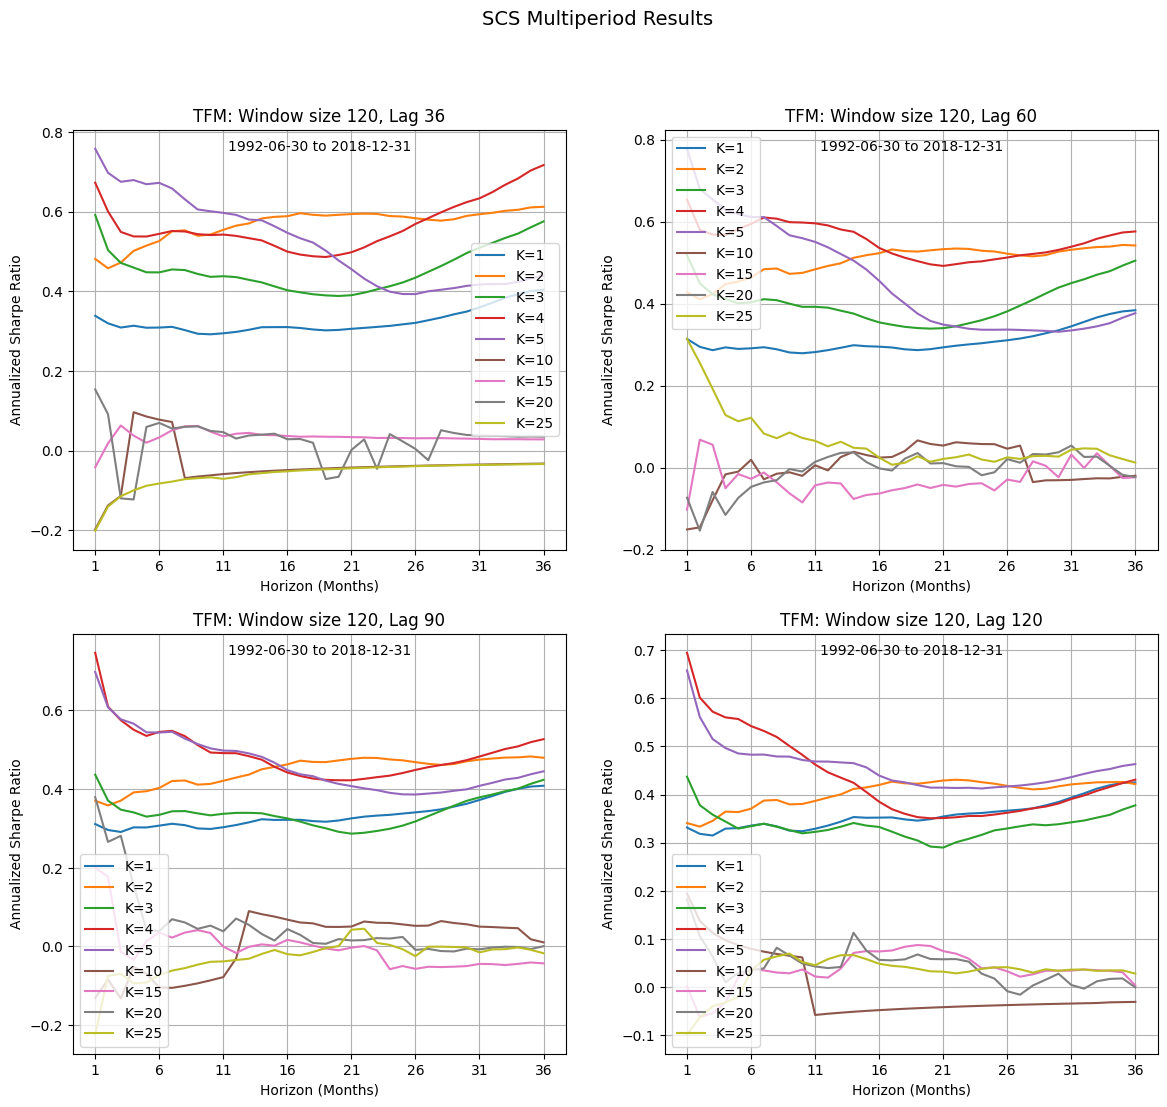 SCS Multiperiod Results
TFM: Window size 120, Lag 36
1992-06-30 to 2018-12-31
Annualized Sharpe Ratio
0.8
0.6
0.4
0.2
0.0
−0.2
K=1
K=2
K=3
K=4
K=5
K=10
K=15
K=20
K=25
1 6 11 16 21 26 31 36
Horizon (Months)
TFM: Window size 120, Lag 60
1992-06-30 to 2018-12-31
Annualized Sharpe Ratio
0.8
0.6
0.4
0.2
0.0
−0.2
K=1
K=2
K=3
K=4
K=5
K=10
K=15
K=20
K=25
1 6 11 16 21 26 31 36
Horizon (Months)
TFM: Window size 120, Lag 90
1992-06-30 to 2018-12-31
Annualized Sharpe Ratio
0.6
0.4
0.2
0.0
−0.2
K=1
K=2
K=3
K=4
K=5
K=10
K=15
K=20
K=25
1 6 11 16 21 26 31 36
Horizon (Months)
TFM: Window size 120, Lag 120
1992-06-30 to 2018-12-31
Annualized Sharpe Ratio
0.7
0.6
0.5
0.4
0.3
0.2
0.1
0.0
−0.1
K=1
K=2
K=3
K=4
K=5
K=10
K=15
K=20
K=25
1 6 11 16 21 26 31 36
Horizon (Months)